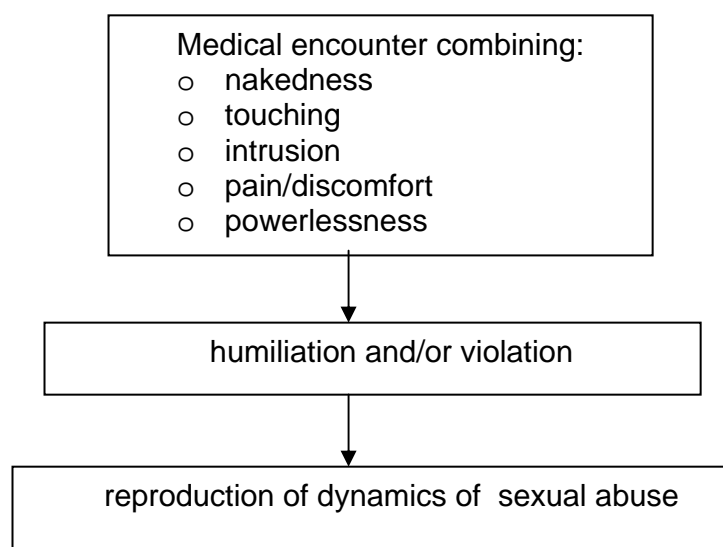 Medical encounter combining:
o nakedness
o touching
o intrusion
o pain/discomfort
o powerlessness
humiliation and/or violation
reproduction of dynamics of  sexual abuse